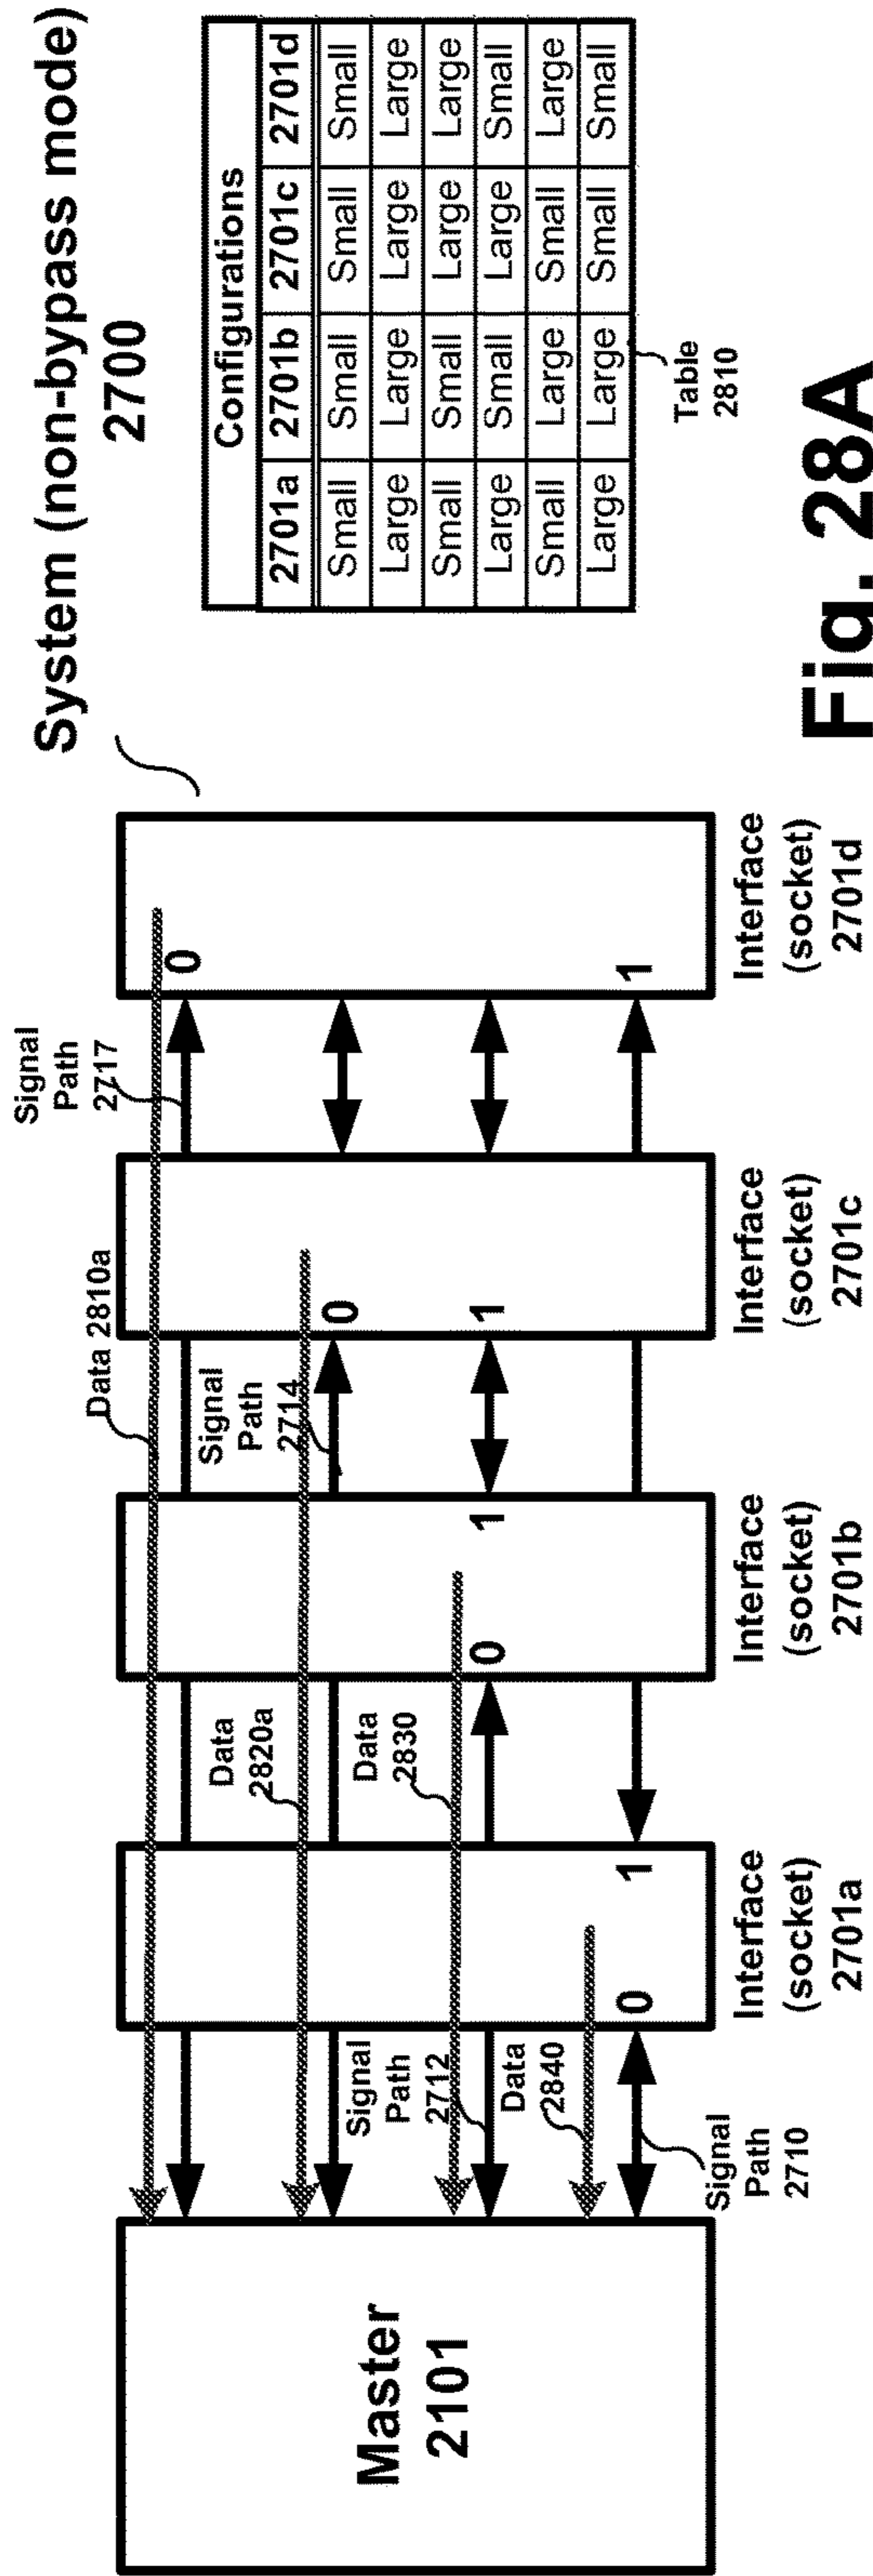 System (non-bypass mode)
2700
Configurations
2701a 2701b 2701c 2701d
Small Small Small Small
Large Large Large Large
Small Small Large Large
Large Small Large Small
Small Large Small Large
Large Large Small Small
Table
2810
Signal
Path
2717
Data 2810a
Signal
Path
2714
Data
2820a
Data
2830
Signal
Path
2712
Data
2840
Signal
Path
2710
Master
2101
0 1
0 1
0 1
0 1
Interface
(socket)
2701a
Interface
(socket)
2701b
Interface
(socket)
2701c
Interface
(socket)
2701d
Fig. 28A